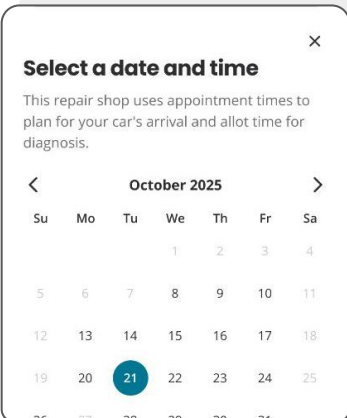 Select a date and time
This repair shop uses appointment times to
plan for your car's arrival and allot time for
diagnosis.
October 2025
Su Mo Tu We Th Fr Sa
1 2 3 4
5 6 7 8 9 10 11
12 13 14 15 16 17 18
19 20 21 22 23 24 25